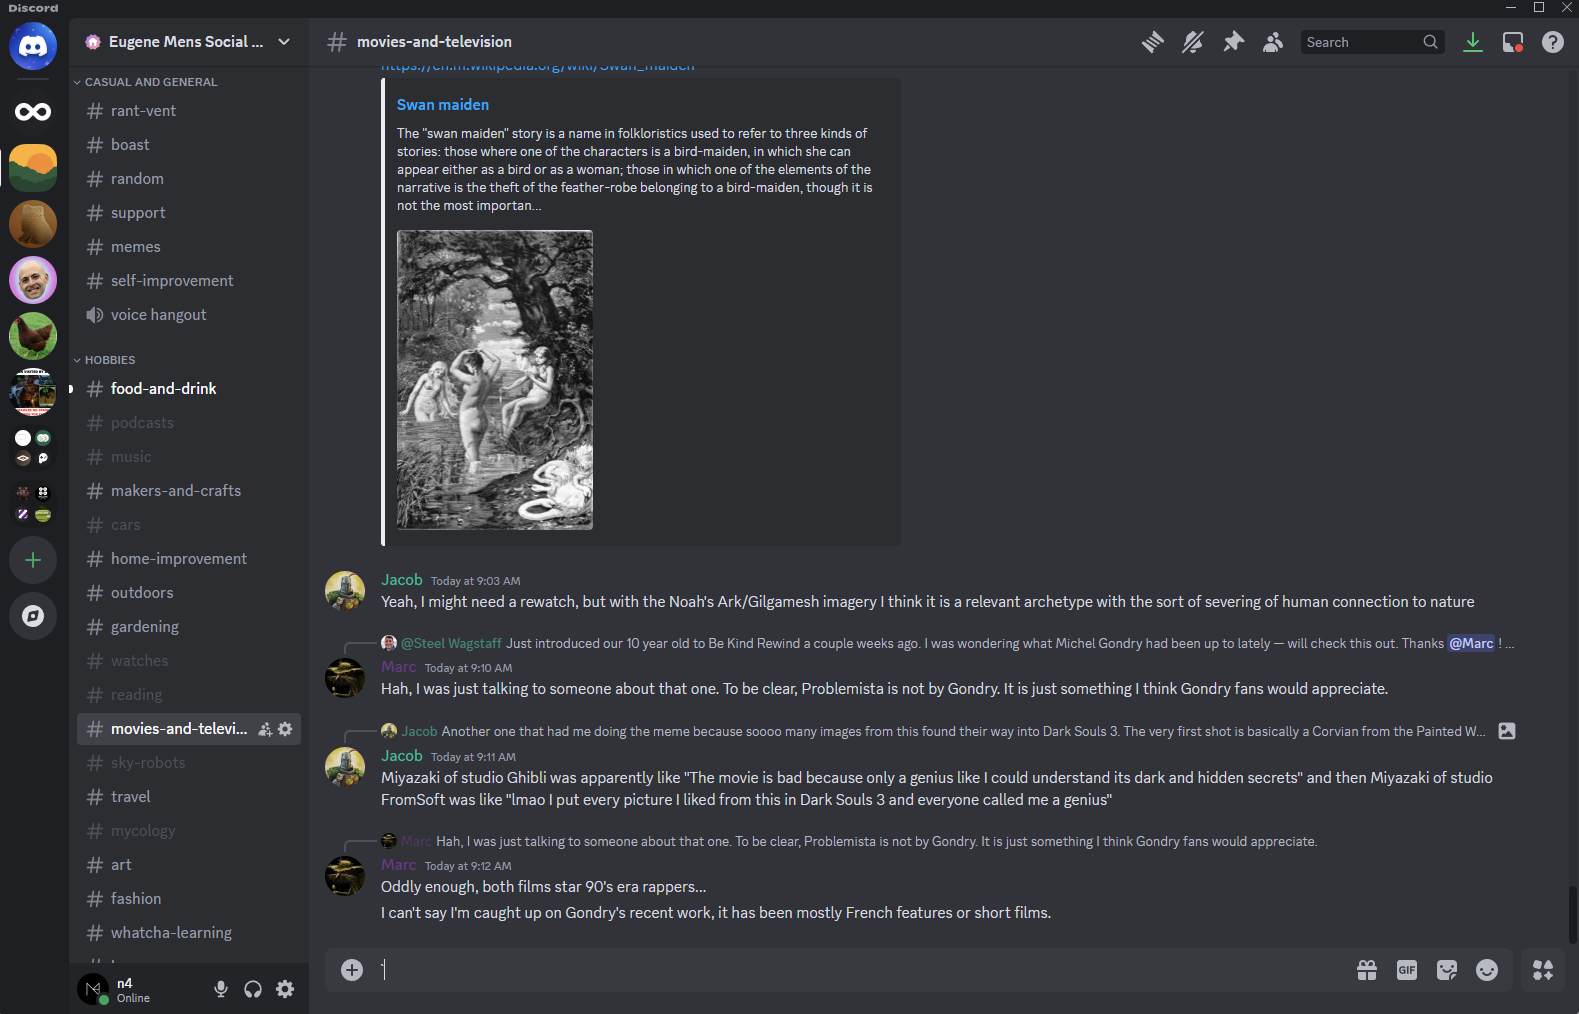 Discord
Eugene Mens Social ...
movies-and-television
Search
CASUAL AND GENERAL
rant-vent
boast
random
support
memes
self-improvement
voice hangout
HOBBIES
food-and-drink
podcasts
music
makers-and-crafts
cars
home-improvement
outdoors
gardening
watches
reading
movies-and-televi...
sky-robots
travel
mycology
art
fashion
whatcha-learning
n4
Online
https://en.m.wikipedia.org/wiki/Swan_maiden
Swan maiden
The "swan maiden" story is a name in folkloristics used to refer to three kinds of
stories: those where one of the characters is a bird-maiden, in which she can
appear either as a bird or as a woman; those in which one of the elements of the
narrative is the theft of the feather-robe belonging to a bird-maiden, though it is
not the most importan...
Jacob Today at 9:03 AM
Yeah, I might need a rewatch, but with the Noah's Ark/Gilgamesh imagery I think it is a relevant archetype with the sort of severing of human connection to nature
@Steel Wagstaff Just introduced our 10 year old to Be Kind Rewind a couple weeks ago. I was wondering what Michel Gondry had been up to lately — will check this out. Thanks @Marc ! ...
Marc Today at 9:10 AM
Hah, I was just talking to someone about that one. To be clear, Problemista is not by Gondry. It is just something I think Gondry fans would appreciate.
Jacob Another one that had me doing the meme because soooo many images from this found their way into Dark Souls 3. The very first shot is basically a Corvian from the Painted W...
Jacob Today at 9:11 AM
Miyazaki of studio Ghibli was apparently like "The movie is bad because only a genius like I could understand its dark and hidden secrets" and then Miyazaki of studio
FromSoft was like "lmao I put every picture I liked from this in Dark Souls 3 and everyone called me a genius"
Marc Hah, I was just talking to someone about that one. To be clear, Problemista is not by Gondry. It is just something I think Gondry fans would appreciate.
Marc Today at 9:12 AM
Oddly enough, both films star 90's era rappers...
I can't say I'm caught up on Gondry's recent work, it has been mostly French features or short films.
`
GIF